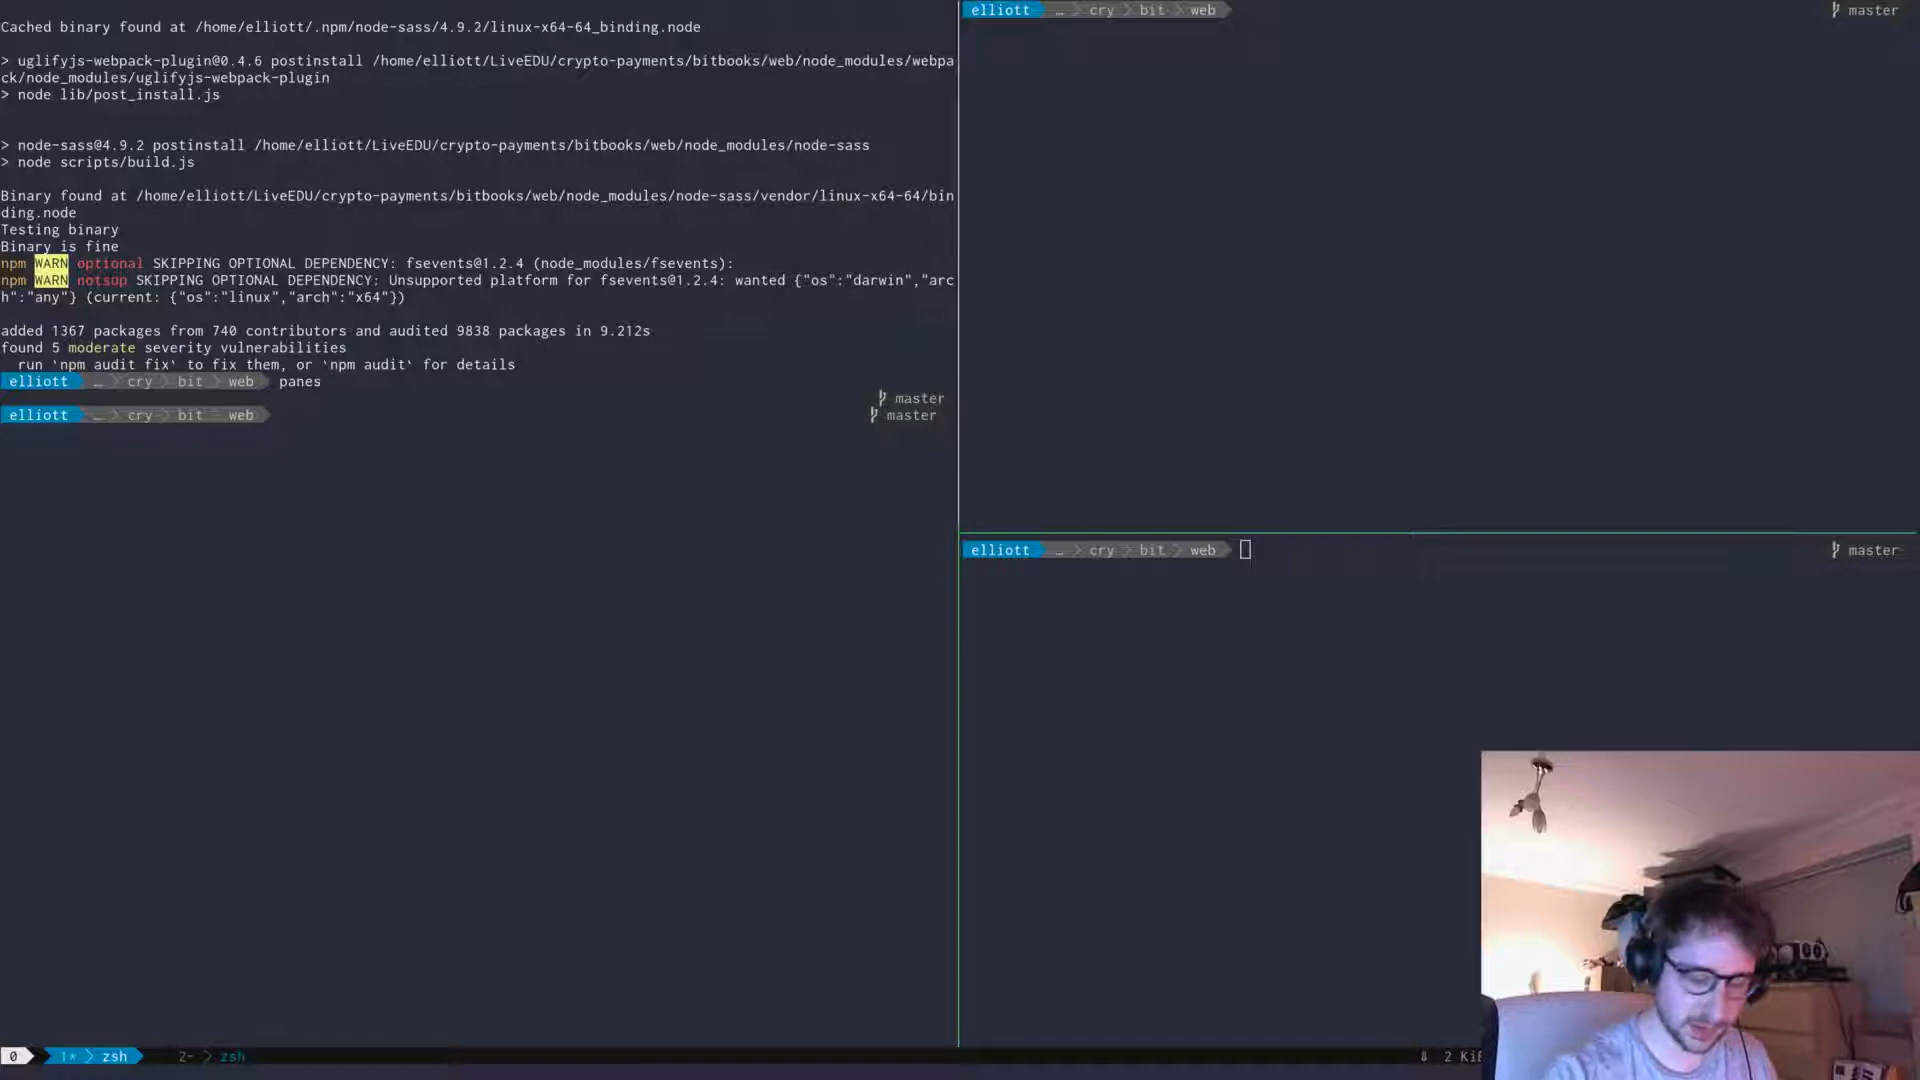 Cached binary found at /home/elliott/.npm/node-sass/4.9.2/linux-x64-64_binding.node
> uglifyjs-webpack-plugin@0.4.6 postinstall /home/elliott/LiveEDU/crypto-payments/bitbooks/web/node_modules/webpa
ck/node_modules/uglifyjs-webpack-plugin
> node lib/post_install.js
> node-sass@4.9.2 postinstall /home/elliott/LiveEDU/crypto-payments/bitbooks/web/node_modules/node-sass
> node scripts/build.js
Binary found at /home/elliott/LiveEDU/crypto-payments/bitbooks/web/node_modules/node-sass/vendor/linux-x64-64/bin
ding.node
Testing binary
Binary is fine
npm WARN optional SKIPPING OPTIONAL DEPENDENCY: fsevents@1.2.4 (node_modules/fsevents):
npm WARN notsup SKIPPING OPTIONAL DEPENDENCY: Unsupported platform for fsevents@1.2.4: wanted {"os":"darwin","arc
h":"any"} (current: {"os":"linux","arch":"x64"})
added 1367 packages from 740 contributors and audited 9838 packages in 9.212s
found 5 moderate severity vulnerabilities
run `npm audit fix` to fix them, or `npm audit` for details
elliott … cry bit web panes
master
elliott … cry bit web master
elliott … cry bit web master
elliott … cry bit web master
0 1* zsh 2- zsh
2 Ki